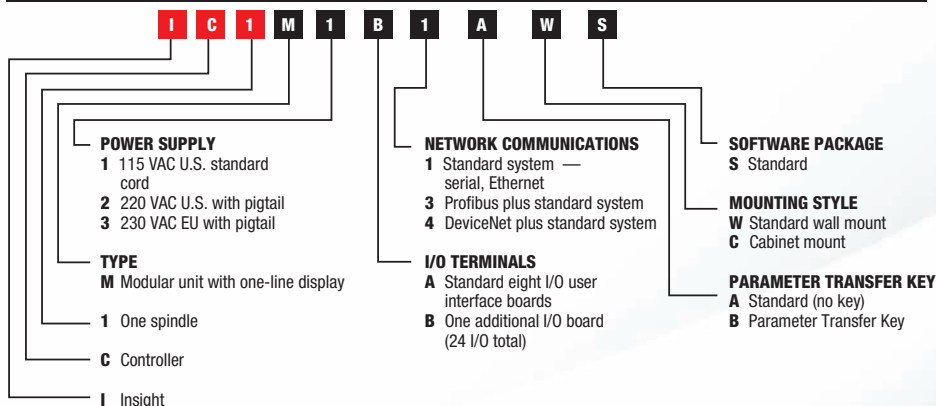 I C 1 M 1 B 1 A W S
POWER SUPPLY
1 115 VAC U.S. standard
cord
2 220 VAC U.S. with pigtail
3 230 VAC EU with pigtail
TYPE
M Modular unit with one-line display
1 One spindle
C Controller
I Insight
NETWORK COMMUNICATIONS
1 Standard system —
serial, Ethernet
3 Profibus plus standard system
4 DeviceNet plus standard system
I/O TERMINALS
A Standard eight I/O user
interface boards
B One additional I/O board
(24 I/O total)
SOFTWARE PACKAGE
S Standard
MOUNTING STYLE
W Standard wall mount
C Cabinet mount
PARAMETER TRANSFER KEY
A Standard (no key)
B Parameter Transfer Key